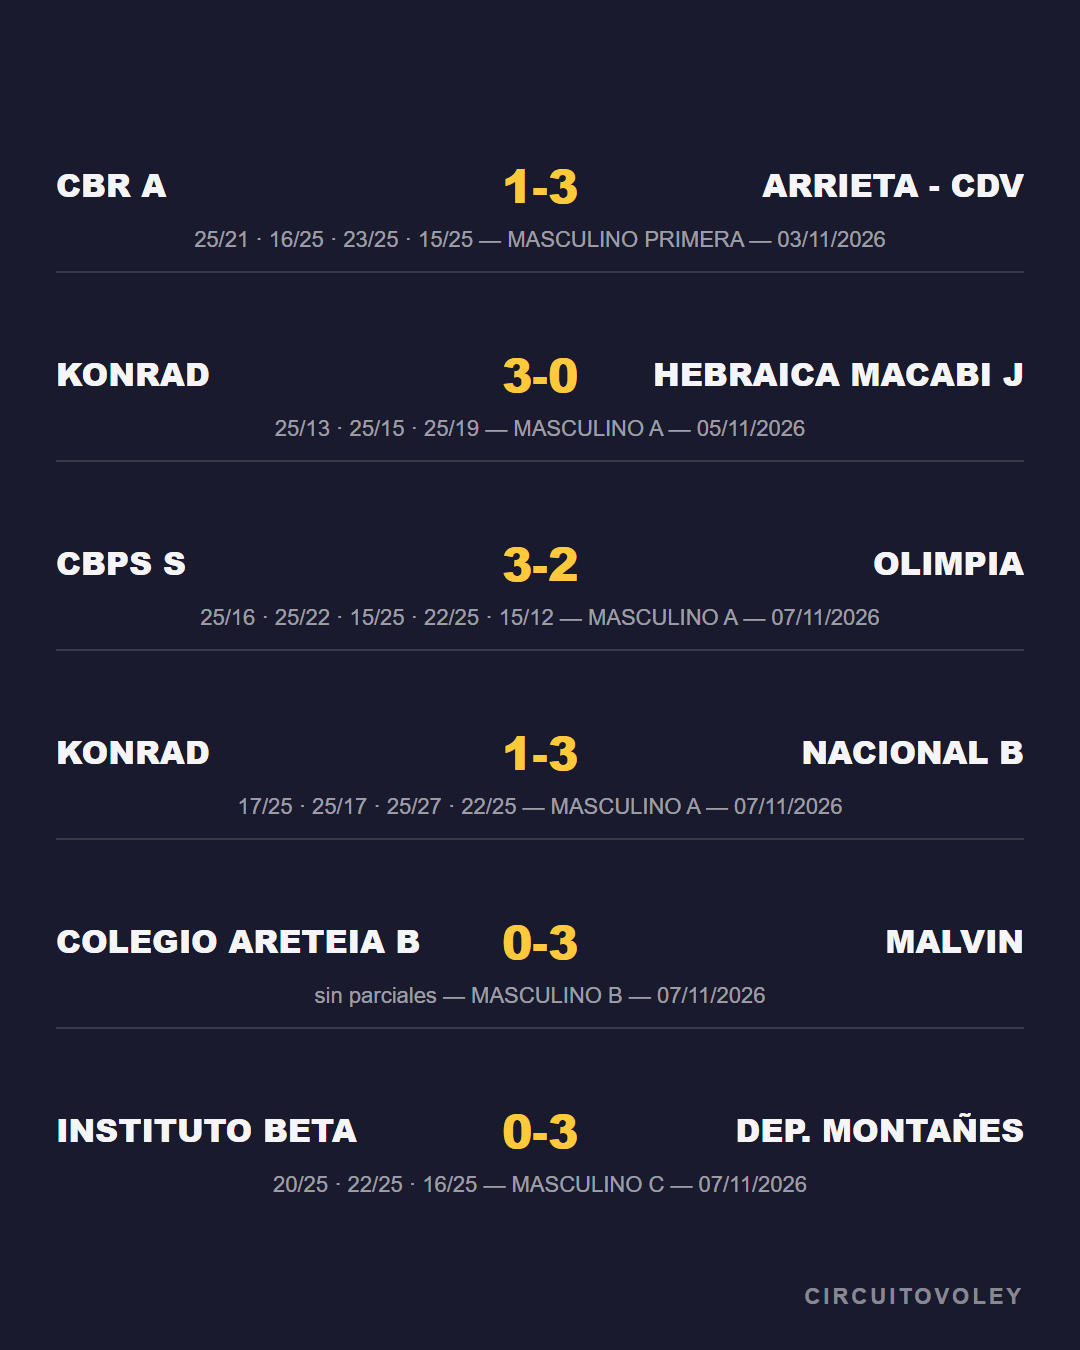 CBR A 1-3 ARRIETA - CDV
25/21 · 16/25 · 23/25 · 15/25 — MASCULINO PRIMERA — 03/11/2026
KONRAD 3-0 HEBRAICA MACABI J
25/13 · 25/15 · 25/19 — MASCULINO A — 05/11/2026
CBPS S 3-2 OLIMPIA
25/16 · 25/22 · 15/25 · 22/25 · 15/12 — MASCULINO A — 07/11/2026
KONRAD 1-3 NACIONAL B
17/25 · 25/17 · 25/27 · 22/25 — MASCULINO A — 07/11/2026
COLEGIO ARETEIA B 0-3 MALVIN
sin parciales — MASCULINO B — 07/11/2026
INSTITUTO BETA 0-3 DEP. MONTAÑES
20/25 · 22/25 · 16/25 — MASCULINO C — 07/11/2026
CIRCUITOVOLEY